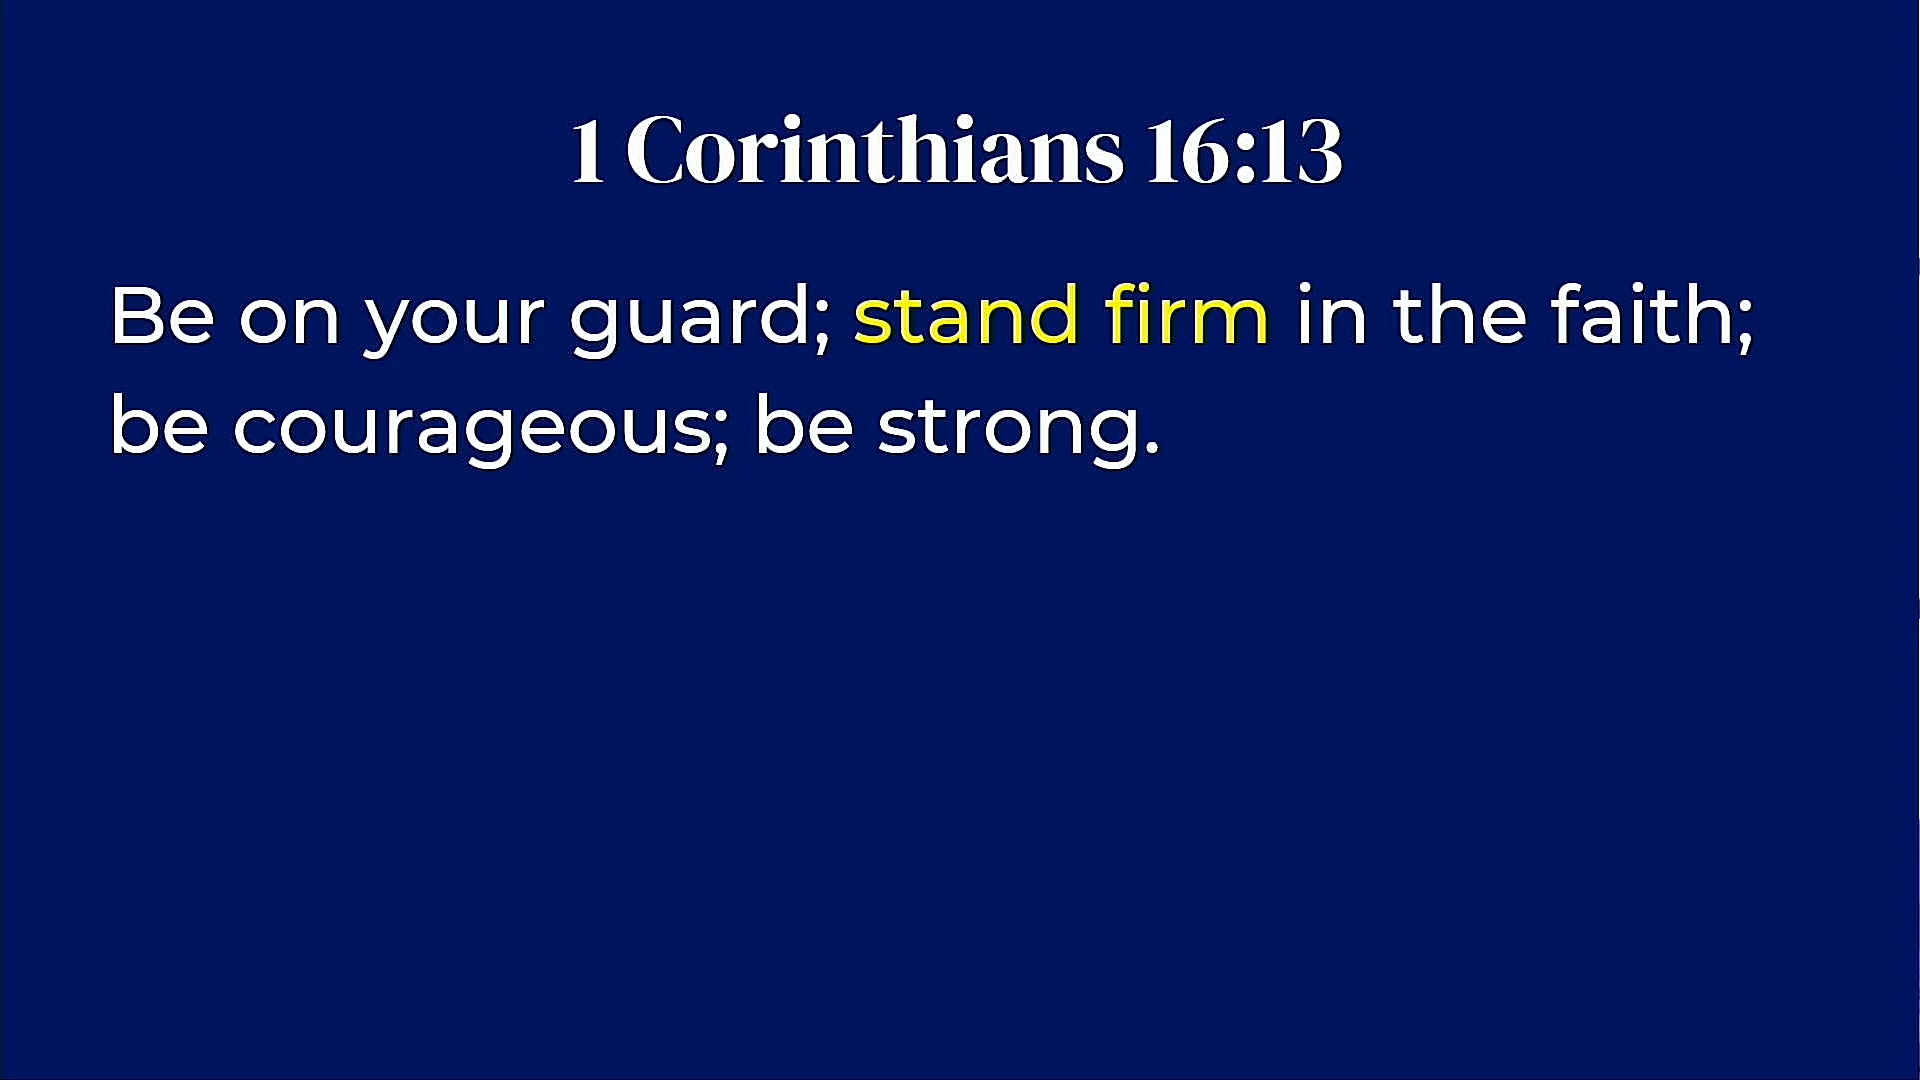 1 Corinthians 16:13
Be on your guard; stand firm in the faith;
be courageous; be strong.